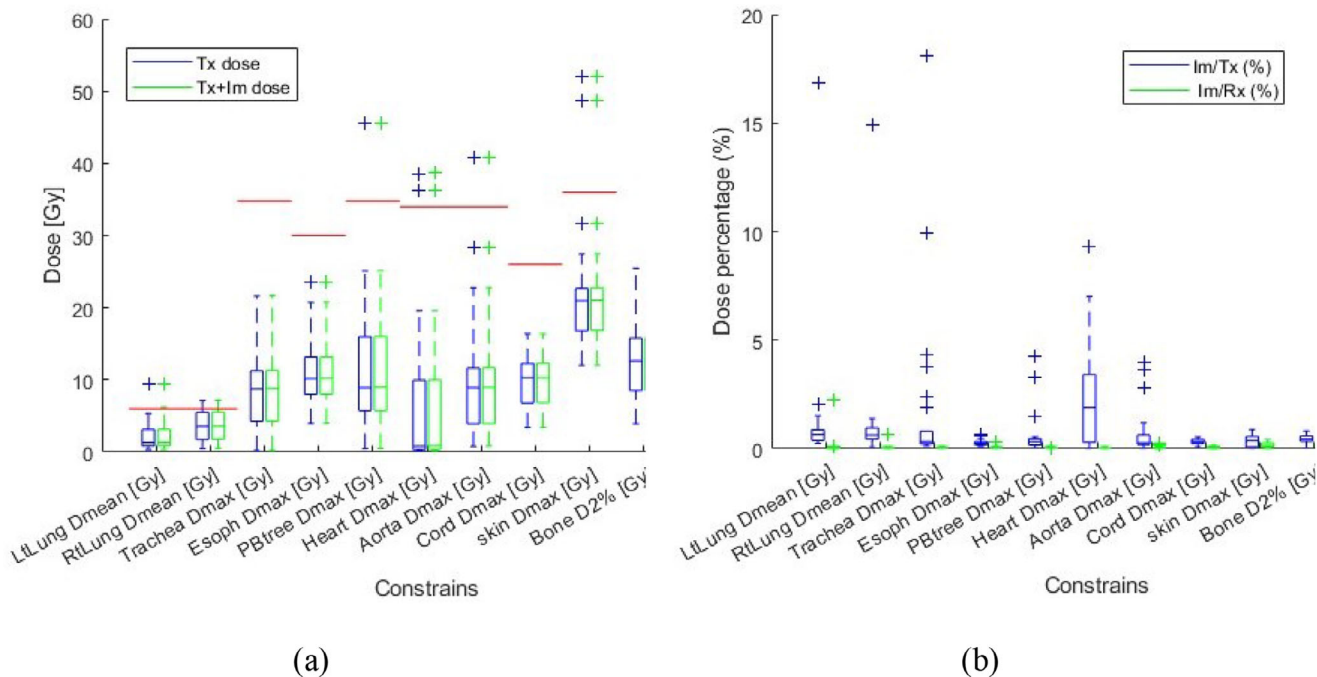 60
50
40
30
20
10
0
Dose [Gy]
Tx dose
Tx+Im dose
LtLung Dmean [Gy]
RtLung Dmean [Gy]
Trachea Dmax [Gy]
Esoph Dmax [Gy]
PBtree Dmax [Gy]
Heart Dmax [Gy]
Aorta Dmax [Gy]
Cord Dmax [Gy]
skin Dmax [Gy]
Bone D2% [Gy
Constrains
(a)
20
15
10
5
0
Dose percentage (%)
Im/Tx (%)
Im/Rx (%)
LtLung Dmean [Gy]
RtLung Dmean [Gy]
Trachea Dmax [Gy]
Esoph Dmax [Gy]
PBtree Dmax [Gy]
Heart Dmax [Gy]
Aorta Dmax [Gy]
Cord Dmax [Gy]
skin Dmax [Gy]
Bone D2% [Gy
Constrains
(b)